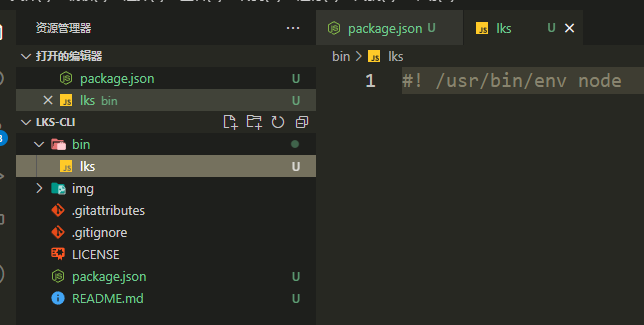 资源管理器
打开的编辑器
package.json U
lks bin U
LKS-CLI
bin
lks U
img
.gitattributes
.gitignore
LICENSE
package.json U
README.md U
package.json U
lks U
bin > lks
1 #! /usr/bin/env node